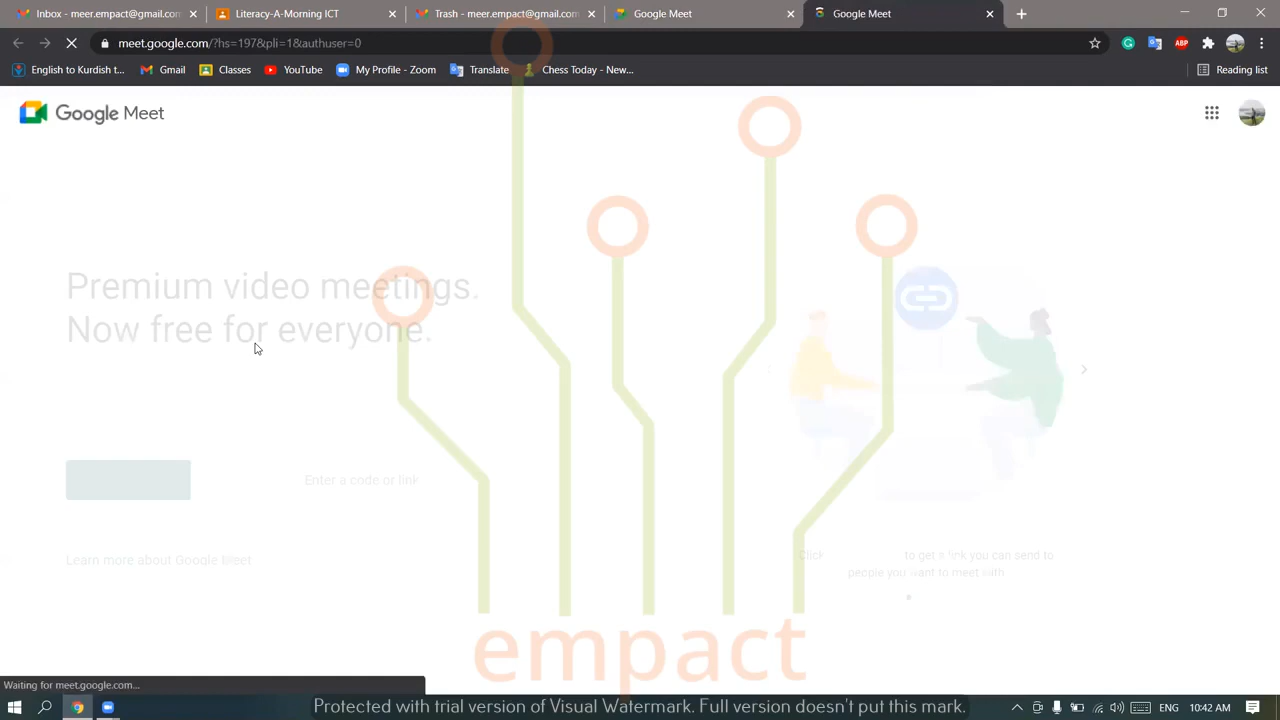 Inbox - meer.empact@gmail.com
Literacy-A-Morning ICT
Trash - meer.empact@gmail.com
Google Meet
Google Meet
meet.google.com/?hs=197&pli=1&authuser=0
English to Kurdish t...
Gmail
Classes
YouTube
My Profile - Zoom
Translate
Chess Today - New...
Reading list
ABP
Google Meet
Premium video meetings.
Now free for everyone.
Enter a code or link
Learn more about Google Meet
Click to get a link you can send to
people you want to meet with
empact
Waiting for meet.google.com...
Protected with trial version of Visual Watermark. Full version doesn't put this mark.
ENG
10:42 AM